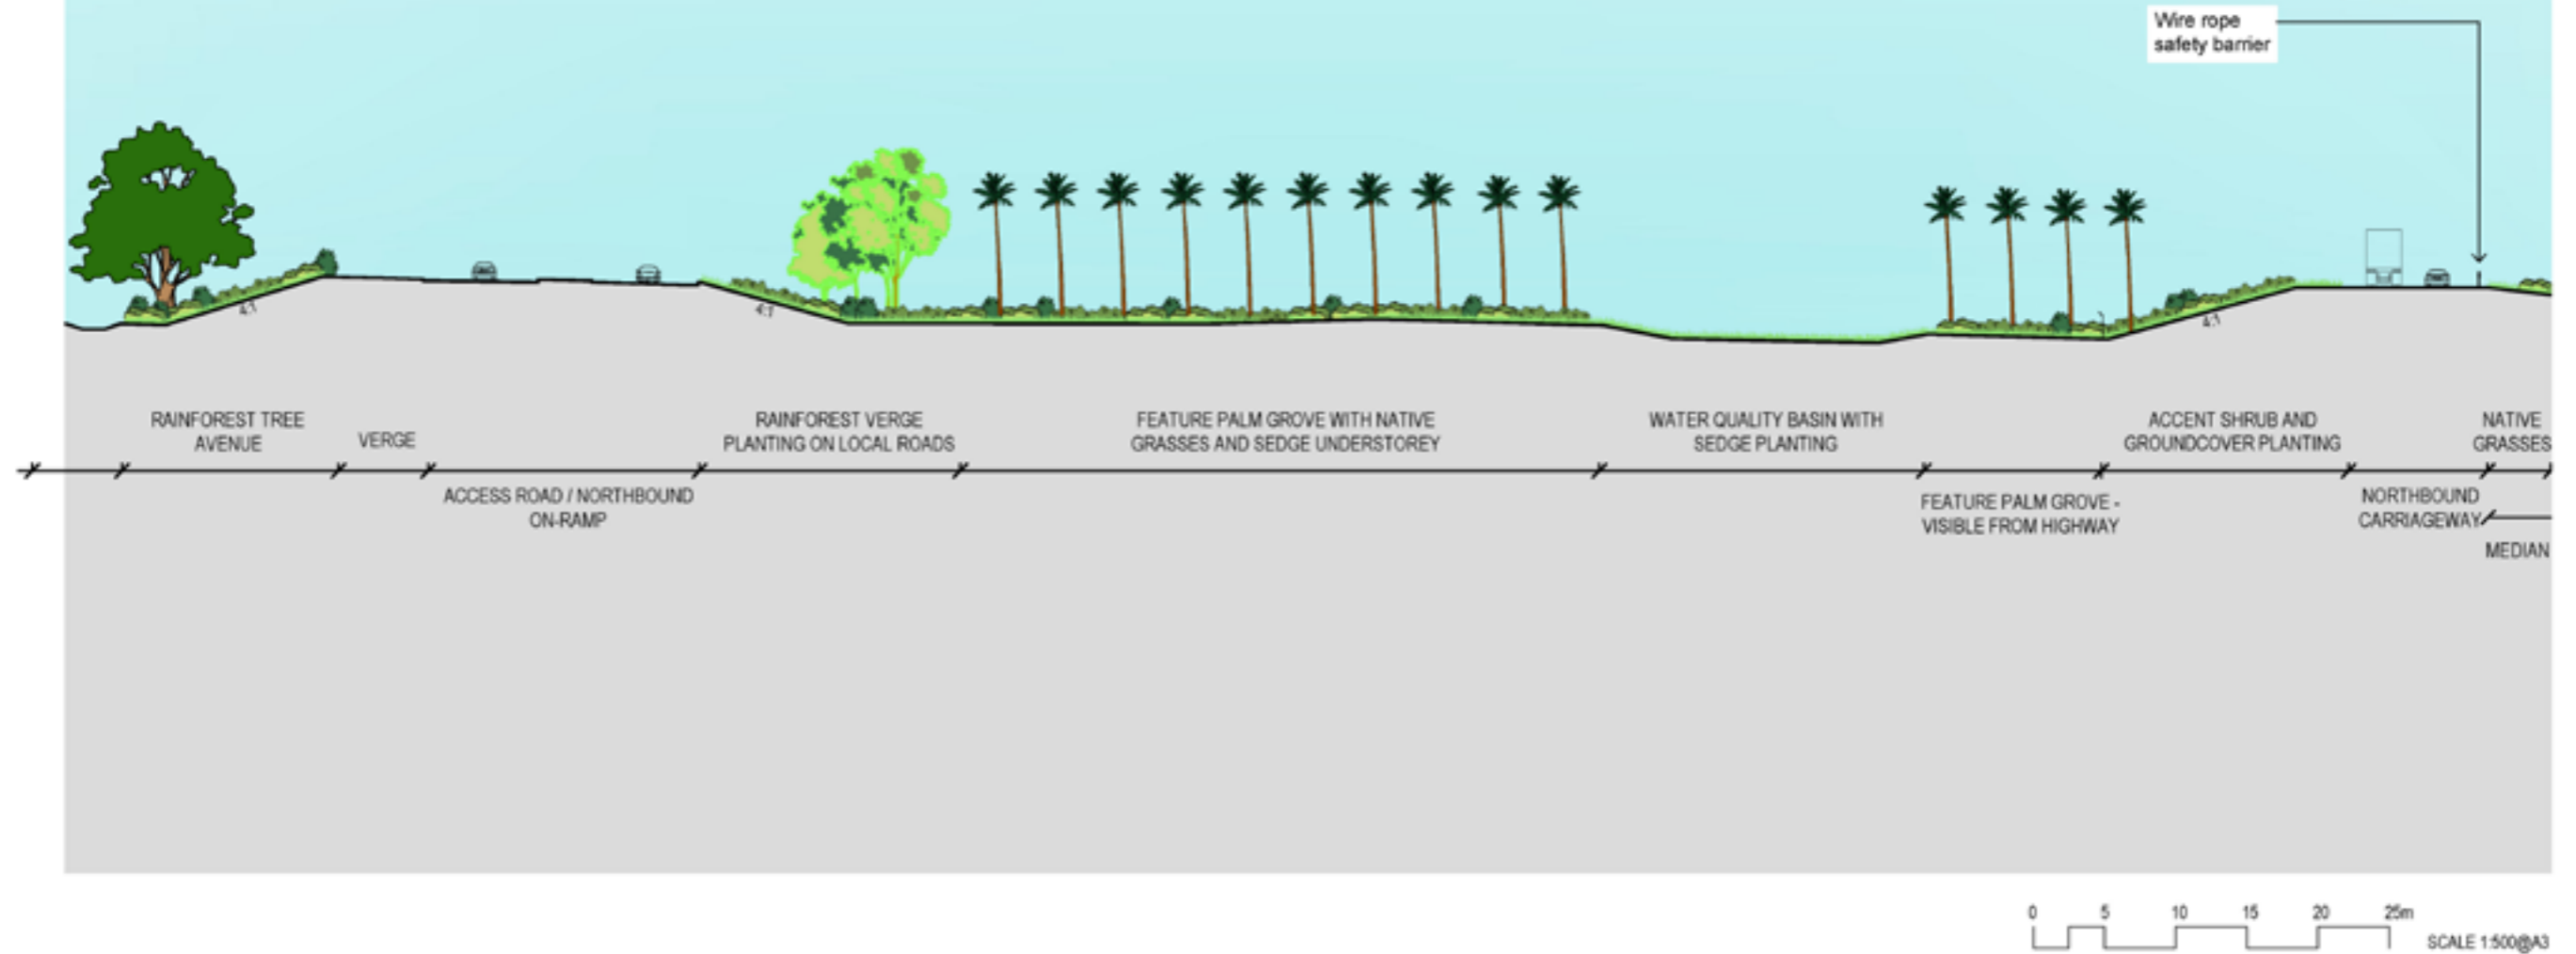 Wire rope
safety barrier
4:1
4:1
4:1
RAINFOREST TREE
AVENUE
VERGE
RAINFOREST VERGE
PLANTING ON LOCAL ROADS
FEATURE PALM GROVE WITH NATIVE
GRASSES AND SEDGE UNDERSTOREY
WATER QUALITY BASIN WITH
SEDGE PLANTING
ACCENT SHRUB AND
GROUNDCOVER PLANTING
NATIVE
GRASSES
ACCESS ROAD / NORTHBOUND
ON-RAMP
FEATURE PALM GROVE -
VISIBLE FROM HIGHWAY
NORTHBOUND
CARRIAGEWAY
MEDIAN
0 5 10 15 20 25m
SCALE 1:500@A3